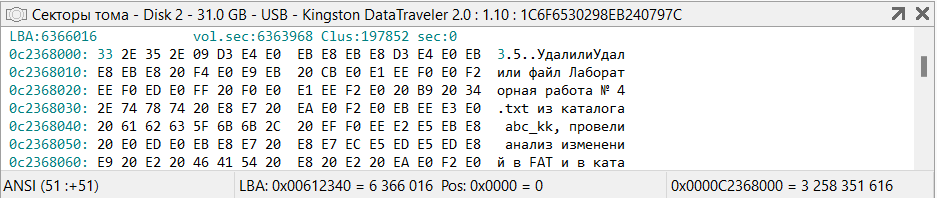 Секторы тома - Disk 2 - 31.0 GB - USB - Kingston DataTraveler 2.0 : 1.10 : 1C6F6530298EB240797C
LBA:6366016 vol.sec:6363968 Clus:197852 sec:0
0c2368000: 33 2E 35 2E 09 D3 E4 E0 EB E8 EB E8 D3 E4 E0 EB 3.5..УдалилиУдал
0c2368010: E8 EB E8 20 F4 E0 E9 EB 20 CB E0 E1 EE F0 E0 F2 или файл Лаборат
0c2368020: EE F0 ED E0 FF 20 F0 E0 E1 EE F2 E0 20 B9 20 34 орная работа № 4
0c2368030: 2E 74 78 74 20 E8 E7 20 EA E0 F2 E0 EB EE E3 E0 .txt из каталога
0c2368040: 20 61 62 63 5F 6B 6B 2C 20 EF F0 EE E2 E5 EB E8 abc_kk, провели
0c2368050: 20 E0 ED E0 EB E8 E7 20 E8 E7 EC E5 ED E5 ED E8 анализ изменени
0c2368060: E9 20 E2 20 46 41 54 20 E8 20 E2 20 EA E0 F2 E0 й в FAT и в ката
ANSI (51 :+51) LBA: 0x00612340 = 6 366 016 Pos: 0x0000 = 0 0x0000C2368000 = 3 258 351 616